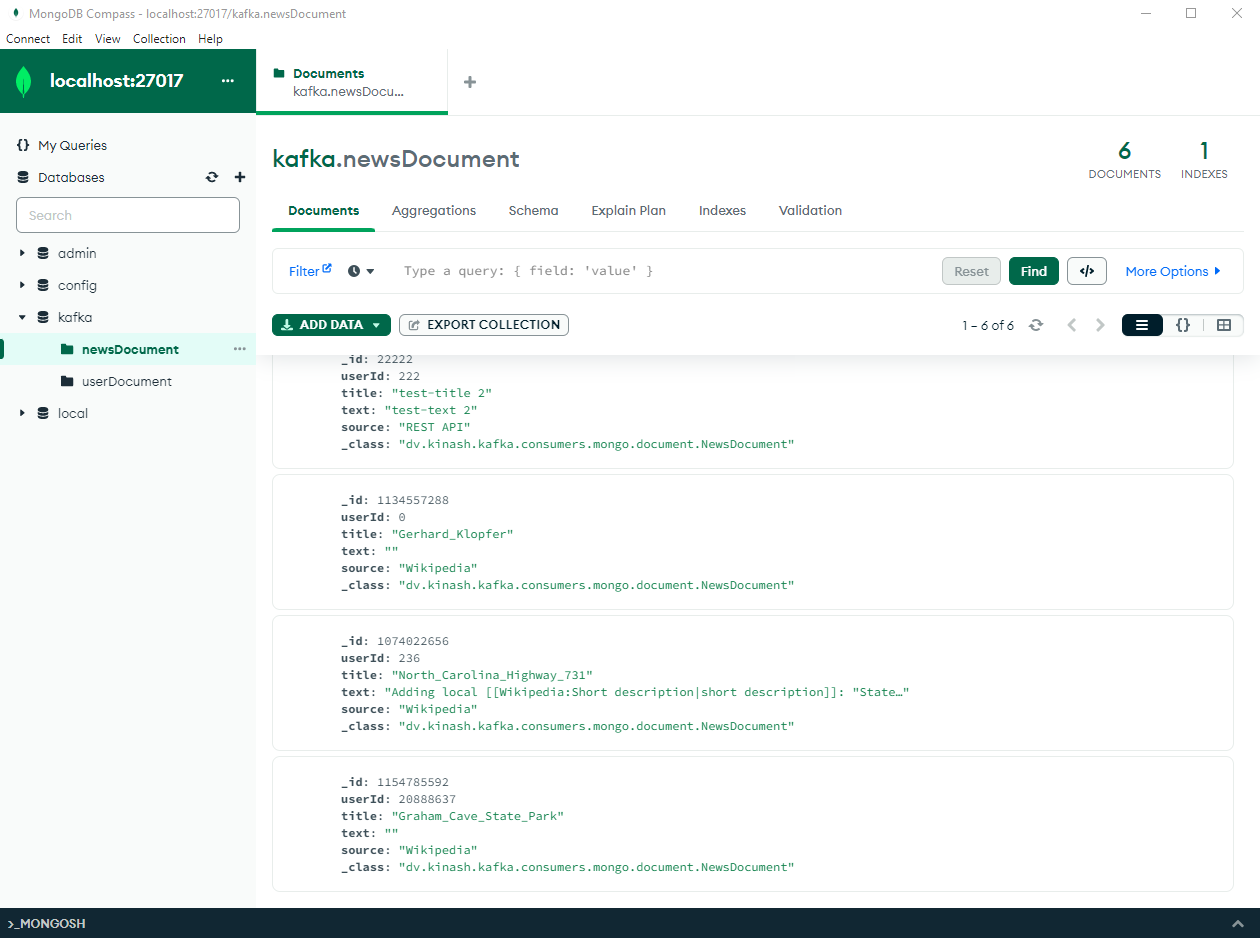 MongoDB Compass - localhost:27017/kafka.newsDocument
Connect Edit View Collection Help
localhost:27017 ...
Documents
kafka.newsDocu...
+
{} My Queries
Databases
Search
admin
config
kafka
newsDocument ...
userDocument
local
kafka.newsDocument
6
DOCUMENTS
1
INDEXES
Documents Aggregations Schema Explain Plan Indexes Validation
Filter Type a query: { field: 'value' } Reset Find </> More Options
ADD DATA EXPORT COLLECTION 1 – 6 of 6 {}
_id: 22222
userId: 222
title: "test-title 2"
text: "test-text 2"
source: "REST API"
_class: "dv.kinash.kafka.consumers.mongo.document.NewsDocument"
_id: 1134557288
userId: 0
title: "Gerhard_Klopfer"
text: ""
source: "Wikipedia"
_class: "dv.kinash.kafka.consumers.mongo.document.NewsDocument"
_id: 1074022656
userId: 236
title: "North_Carolina_Highway_731"
text: "Adding local [[Wikipedia:Short description|short description]]: "State…"
source: "Wikipedia"
_class: "dv.kinash.kafka.consumers.mongo.document.NewsDocument"
_id: 1154785592
userId: 20888637
title: "Graham_Cave_State_Park"
text: ""
source: "Wikipedia"
_class: "dv.kinash.kafka.consumers.mongo.document.NewsDocument"
>_MONGOSH